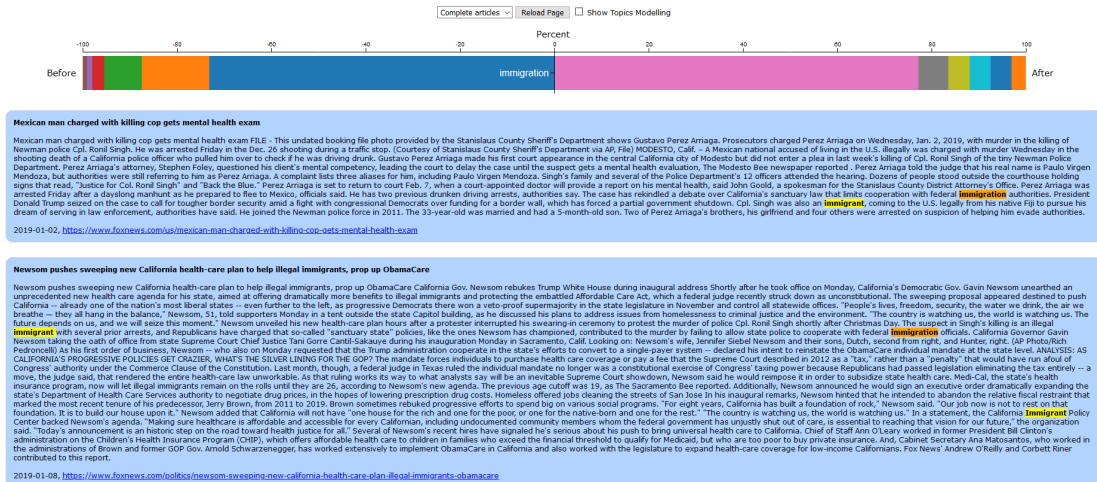 Complete articles
Reload Page
Show Topics Modelling
Percent
-100 -80 -60 -40 -20 0 20 40 60 80 100
Before
immigration
After
Mexican man charged with killing cop gets mental health exam
Mexican man charged with killing cop gets mental health exam FILE - This undated booking file photo provided by the Stanislaus County Sheriff's Department shows Gustavo Perez Arriaga. Prosecutors charged Perez Arriaga on Wednesday, Jan. 2, 2019, with murder in the killing of
Newman police Cpl. Ronil Singh. He was arrested Friday in the Dec. 26 shooting during a traffic stop. (Courtesy of Stanislaus County Sheriff's Department via AP, File) MODESTO, Calif. – A Mexican national accused of living in the U.S. illegally was charged with murder Wednesday in the
shooting death of a California police officer who pulled him over to check if he was driving drunk. Gustavo Perez Arriaga made his first court appearance in the central California city of Modesto but did not enter a plea in last week's killing of Cpl. Ronil Singh of the tiny Newman Police
Department. Perez Arriaga's attorney, Stephen Foley, questioned his client's mental competency, leading the court to delay the case until the suspect gets a mental health evaluation, The Modesto Bee newspaper reported . Perez Arriaga told the judge that his real name is Paulo Virgen
Mendoza, but authorities were still referring to him as Perez Arriaga. A complaint lists three aliases for him, including Paulo Virgen Mendoza. Singh's family and several of the Police Department's 12 officers attended the hearing. Dozens of people stood outside the courthouse holding
signs that read, "Justice for Col. Ronil Singh" and "Back the Blue." Perez Arriaga is set to return to court Feb. 7, when a court-appointed doctor will provide a report on his mental health, said John Goold, a spokesman for the Stanislaus County District Attorney's Office. Perez Arriaga was
arrested Friday after a dayslong manhunt as he prepared to flee to Mexico, officials said. He has two previous drunken driving arrests, authorities say. The case has rekindled a debate over California's sanctuary law that limits cooperation with federal immigration authorities. President
Donald Trump seized on the case to call for tougher border security amid a fight with congressional Democrats over funding for a border wall, which has forced a partial government shutdown. Cpl. Singh was also an immigrant, coming to the U.S. legally from his native Fiji to pursue his
dream of serving in law enforcement, authorities have said. He joined the Newman police force in 2011. The 33-year-old was married and had a 5-month-old son. Two of Perez Arriaga's brothers, his girlfriend and four others were arrested on suspicion of helping him evade authorities.
2019-01-02, https://www.foxnews.com/us/mexican-man-charged-with-killing-cop-gets-mental-health-exam
Newsom pushes sweeping new California health-care plan to help illegal immigrants, prop up ObamaCare
Newsom pushes sweeping new California health-care plan to help illegal immigrants, prop up ObamaCare California Gov. Newsom rebukes Trump White House during inaugural address Shortly after he took office on Monday, California's Democratic Gov. Gavin Newsom unearthed an
unprecedented new health care agenda for his state, aimed at offering dramatically more benefits to illegal immigrants and protecting the embattled Affordable Care Act, which a federal judge recently struck down as unconstitutional. The sweeping proposal appeared destined to push
California -- already one of the nation's most liberal states -- even further to the left, as progressive Democrats there won a veto-proof supermajority in the state legislature in November and control all statewide offices. "People's lives, freedom, security, the water we drink, the air we
breathe — they all hang in the balance," Newsom, 51, told supporters Monday in a tent outside the state Capitol building, as he discussed his plans to address issues from homelessness to criminal justice and the environment. "The country is watching us, the world is watching us. The
future depends on us, and we will seize this moment." Newsom unveiled his new health-care plan hours after a protester interrupted his swearing-in ceremony to protest the murder of police Cpl. Ronil Singh shortly after Christmas Day. The suspect in Singh's killing is an illegal
immigrant with several prior arrests, and Republicans have charged that so-called "sanctuary state" policies, like the ones Newsom has championed, contributed to the murder by failing to allow state police to cooperate with federal immigration officials. California Governor Gavin
Newsom taking the oath of office from state Supreme Court Chief Justice Tani Gorre Cantil-Sakauye during his inauguration Monday in Sacramento, Calif. Looking on: Newsom's wife, Jennifer Siebel Newsom and their sons, Dutch, second from right, and Hunter, right. (AP Photo/Rich
Pedroncelli) As his first order of business, Newsom -- who also on Monday requested that the Trump administration cooperate in the state's efforts to convert to a single-payer system -- declared his intent to reinstate the ObamaCare individual mandate at the state level. ANALYSIS: AS
CALIFORNIA'S PROGRESSIVE POLICIES GET CRAZIER, WHAT'S THE SILVER LINING FOR THE GOP? The mandate forces individuals to purchase health care coverage or pay a fee that the Supreme Court described in 2012 as a "tax," rather than a "penalty" that would have run afoul of
Congress' authority under the Commerce Clause of the Constitution. Last month, though, a federal judge in Texas ruled the individual mandate no longer was a constitutional exercise of Congress' taxing power because Republicans had passed legislation eliminating the tax entirely -- a
move, the judge said, that rendered the entire health-care law unworkable. As that ruling works its way to what analysts say will be an inevitable Supreme Court showdown, Newsom said he would reimpose it in order to subsidize state health care. Medi-Cal, the state's health
insurance program, now will let illegal immigrants remain on the rolls until they are 26, according to Newsom's new agenda. The previous age cutoff was 19, as The Sacramento Bee reported. Additionally, Newsom announced he would sign an executive order dramatically expanding the
state's Department of Health Care Services authority to negotiate drug prices, in the hopes of lowering prescription drug costs. Homeless offered jobs cleaning the streets of San Jose In his inaugural remarks, Newsom hinted that he intended to abandon the relative fiscal restraint that
marked the most recent tenure of his predecessor, Jerry Brown, from 2011 to 2019. Brown sometimes rebuked progressive efforts to spend big on various social programs. "For eight years, California has built a foundation of rock," Newsom said. "Our job now is not to rest on that
foundation. It is to build our house upon it." Newsom added that California will not have "one house for the rich and one for the poor, or one for the native-born and one for the rest." "The country is watching us, the world is watching us." In a statement, the California Immigrant Policy
Center backed Newsom's agenda. "Making sure healthcare is affordable and accessible for every Californian, including undocumented community members whom the federal government has unjustly shut out of care, is essential to reaching that vision for our future," the organization
said. "Today's announcement is an historic step on the road toward health justice for all." Several of Newsom's recent hires have signaled he's serious about his push to bring universal health care to California. Chief of Staff Ann O'Leary worked in former President Bill Clinton's
administration on the Children's Health Insurance Program (CHIP), which offers affordable health care to children in families who exceed the financial threshold to qualify for Medicaid, but who are too poor to buy private insurance. And, Cabinet Secretary Ana Matosantos, who worked in
the administrations of Brown and former GOP Gov. Arnold Schwarzenegger, has worked extensively to implement ObamaCare in California and also worked with the legislature to expand health-care coverage for low-income Californians. Fox News' Andrew O'Reilly and Corbett Riner
contributed to this report.
2019-01-08, https://www.foxnews.com/politics/newsom-sweeping-new-california-health-care-plan-illegal-immigrants-obamacare